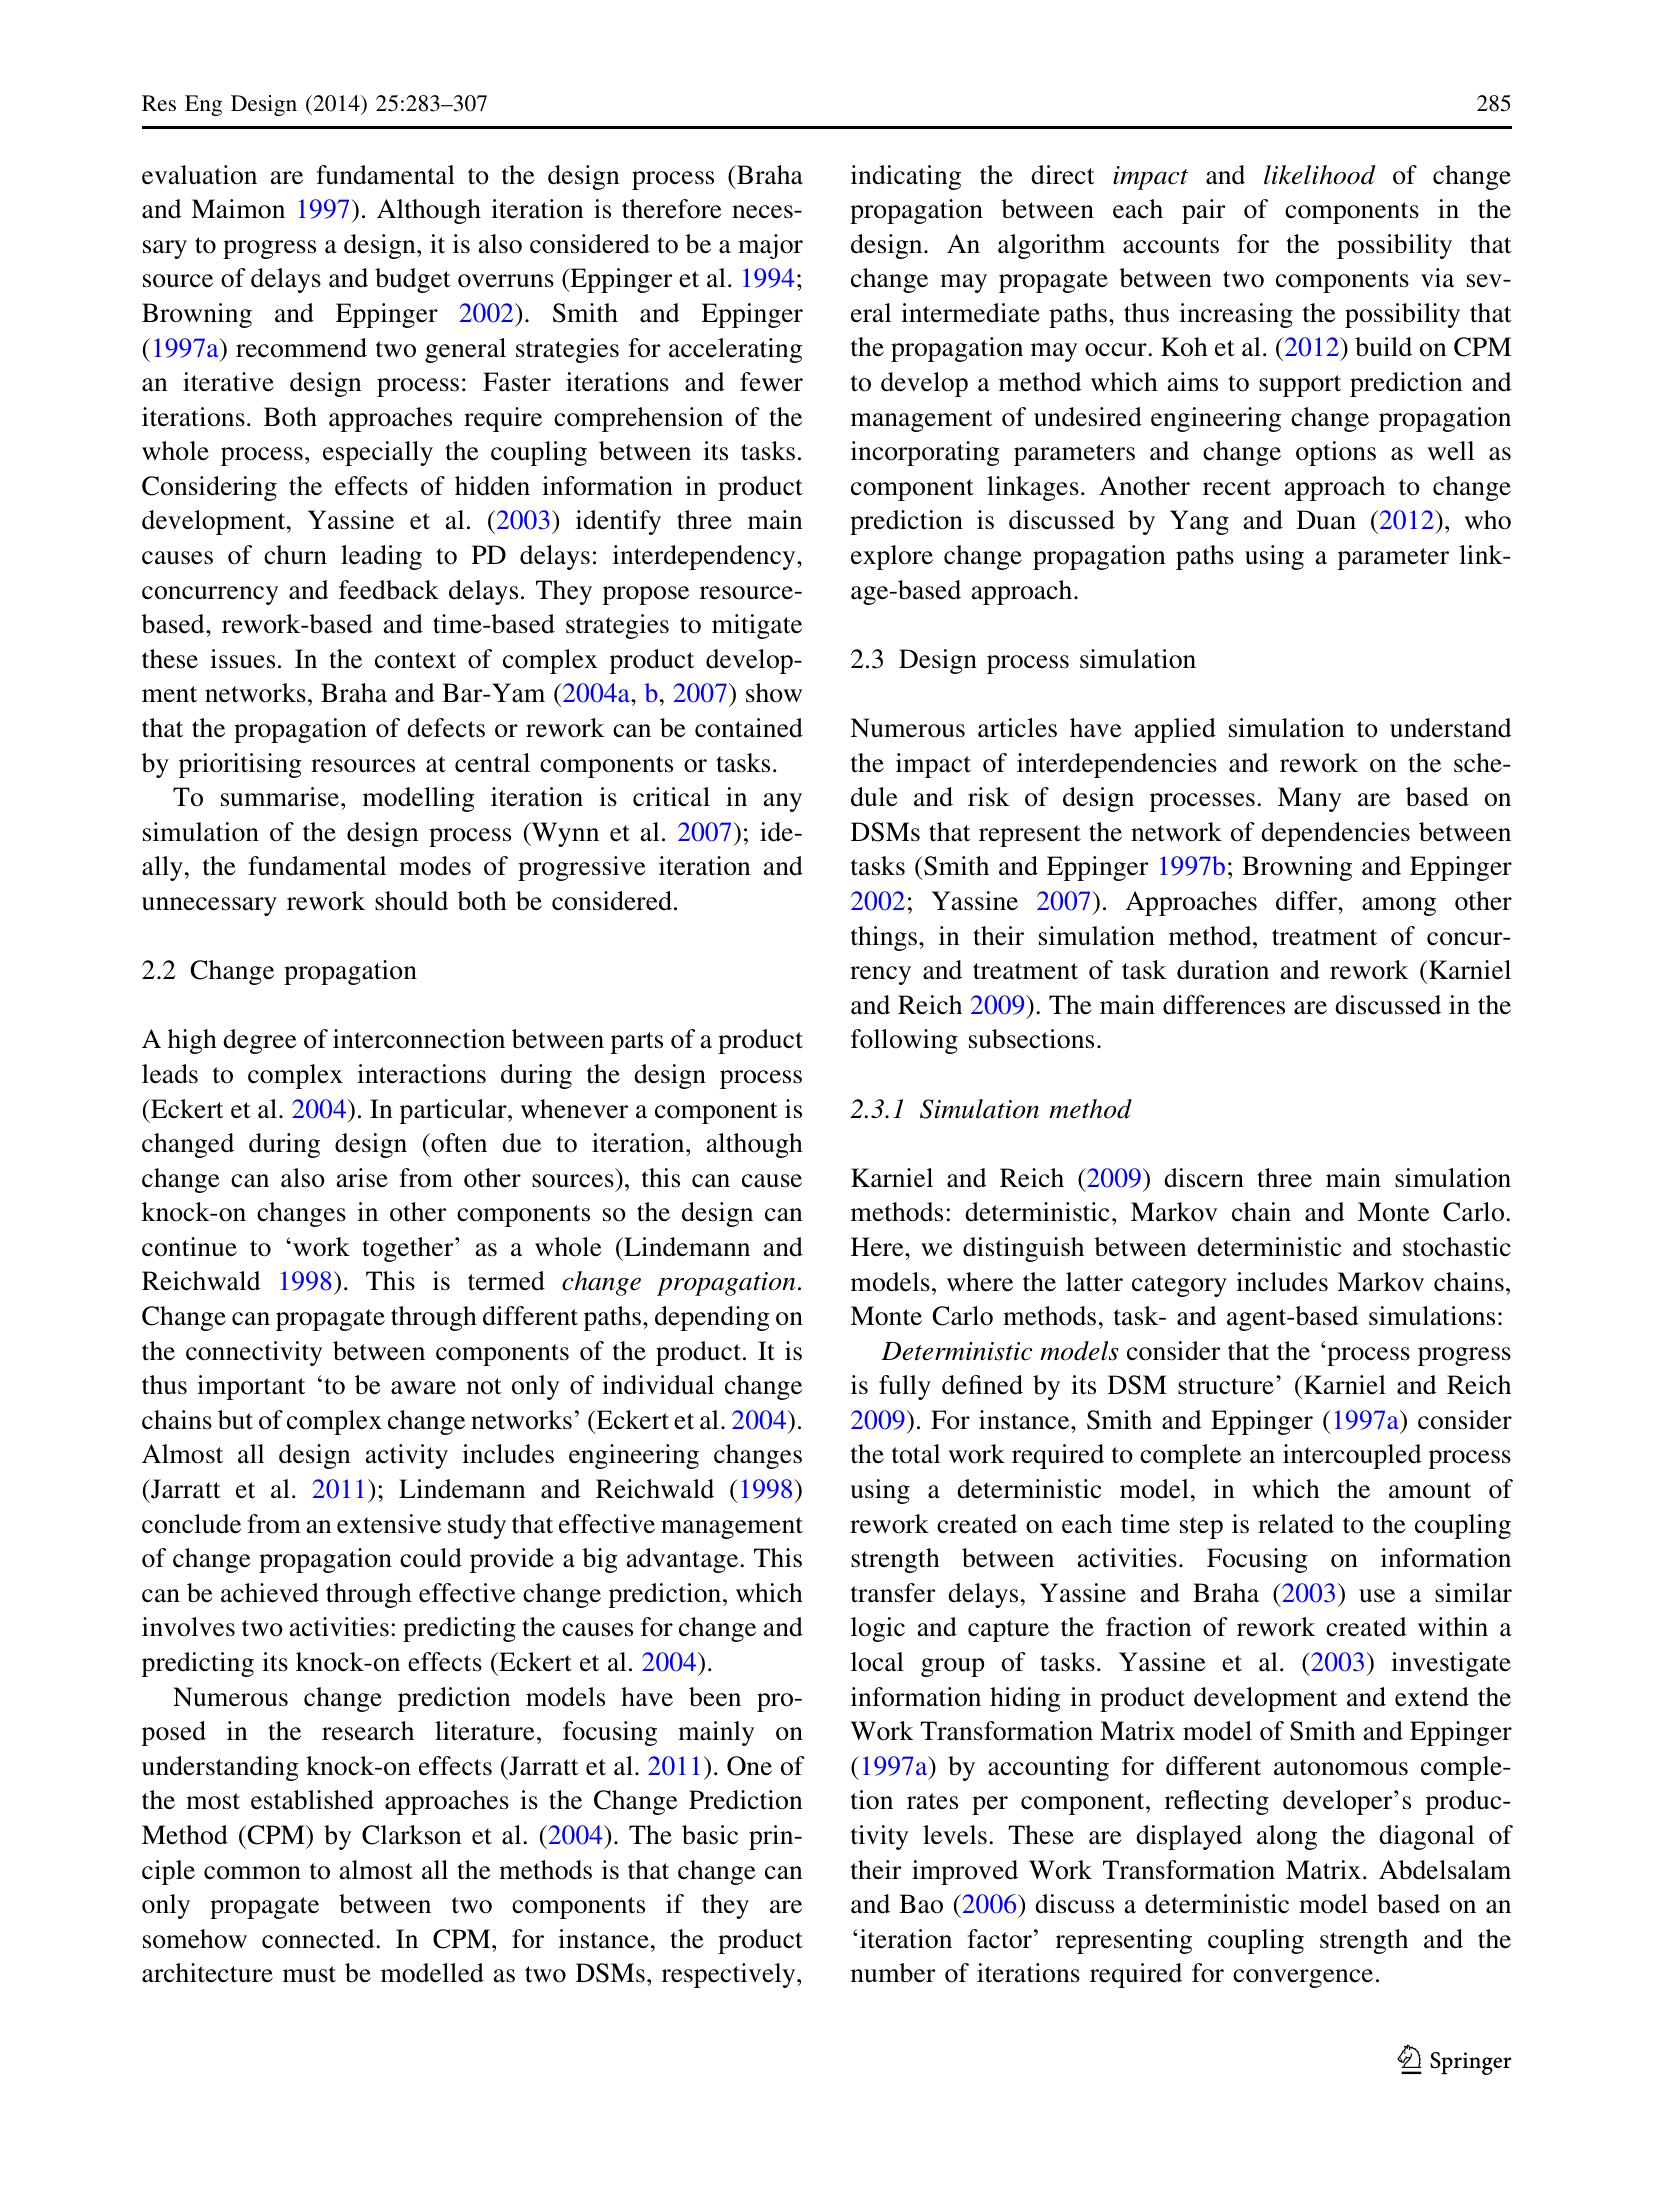 Res Eng Design (2014) 25:283–307
285
evaluation are fundamental to the design process (Braha
and Maimon 1997). Although iteration is therefore neces-
sary to progress a design, it is also considered to be a major
source of delays and budget overruns (Eppinger et al. 1994;
Browning and Eppinger 2002). Smith and Eppinger
(1997a) recommend two general strategies for accelerating
an iterative design process: Faster iterations and fewer
iterations. Both approaches require comprehension of the
whole process, especially the coupling between its tasks.
Considering the effects of hidden information in product
development, Yassine et al. (2003) identify three main
causes of churn leading to PD delays: interdependency,
concurrency and feedback delays. They propose resource-
based, rework-based and time-based strategies to mitigate
these issues. In the context of complex product develop-
ment networks, Braha and Bar-Yam (2004a, b, 2007) show
that the propagation of defects or rework can be contained
by prioritising resources at central components or tasks.
To summarise, modelling iteration is critical in any
simulation of the design process (Wynn et al. 2007); ide-
ally, the fundamental modes of progressive iteration and
unnecessary rework should both be considered.
2.2 Change propagation
A high degree of interconnection between parts of a product
leads to complex interactions during the design process
(Eckert et al. 2004). In particular, whenever a component is
changed during design (often due to iteration, although
change can also arise from other sources), this can cause
knock-on changes in other components so the design can
continue to ‘work together’ as a whole (Lindemann and
Reichwald 1998). This is termed change propagation.
Change can propagate through different paths, depending on
the connectivity between components of the product. It is
thus important ‘to be aware not only of individual change
chains but of complex change networks’ (Eckert et al. 2004).
Almost all design activity includes engineering changes
(Jarratt et al. 2011); Lindemann and Reichwald (1998)
conclude from an extensive study that effective management
of change propagation could provide a big advantage. This
can be achieved through effective change prediction, which
involves two activities: predicting the causes for change and
predicting its knock-on effects (Eckert et al. 2004).
Numerous change prediction models have been pro-
posed in the research literature, focusing mainly on
understanding knock-on effects (Jarratt et al. 2011). One of
the most established approaches is the Change Prediction
Method (CPM) by Clarkson et al. (2004). The basic prin-
ciple common to almost all the methods is that change can
only propagate between two components if they are
somehow connected. In CPM, for instance, the product
architecture must be modelled as two DSMs, respectively,
indicating the direct impact and likelihood of change
propagation between each pair of components in the
design. An algorithm accounts for the possibility that
change may propagate between two components via sev-
eral intermediate paths, thus increasing the possibility that
the propagation may occur. Koh et al. (2012) build on CPM
to develop a method which aims to support prediction and
management of undesired engineering change propagation
incorporating parameters and change options as well as
component linkages. Another recent approach to change
prediction is discussed by Yang and Duan (2012), who
explore change propagation paths using a parameter link-
age-based approach.
2.3 Design process simulation
Numerous articles have applied simulation to understand
the impact of interdependencies and rework on the sche-
dule and risk of design processes. Many are based on
DSMs that represent the network of dependencies between
tasks (Smith and Eppinger 1997b; Browning and Eppinger
2002; Yassine 2007). Approaches differ, among other
things, in their simulation method, treatment of concur-
rency and treatment of task duration and rework (Karniel
and Reich 2009). The main differences are discussed in the
following subsections.
2.3.1 Simulation method
Karniel and Reich (2009) discern three main simulation
methods: deterministic, Markov chain and Monte Carlo.
Here, we distinguish between deterministic and stochastic
models, where the latter category includes Markov chains,
Monte Carlo methods, task- and agent-based simulations:
Deterministic models consider that the ‘process progress
is fully defined by its DSM structure’ (Karniel and Reich
2009). For instance, Smith and Eppinger (1997a) consider
the total work required to complete an intercoupled process
using a deterministic model, in which the amount of
rework created on each time step is related to the coupling
strength between activities. Focusing on information
transfer delays, Yassine and Braha (2003) use a similar
logic and capture the fraction of rework created within a
local group of tasks. Yassine et al. (2003) investigate
information hiding in product development and extend the
Work Transformation Matrix model of Smith and Eppinger
(1997a) by accounting for different autonomous comple-
tion rates per component, reflecting developer’s produc-
tivity levels. These are displayed along the diagonal of
their improved Work Transformation Matrix. Abdelsalam
and Bao (2006) discuss a deterministic model based on an
‘iteration factor’ representing coupling strength and the
number of iterations required for convergence.
Springer